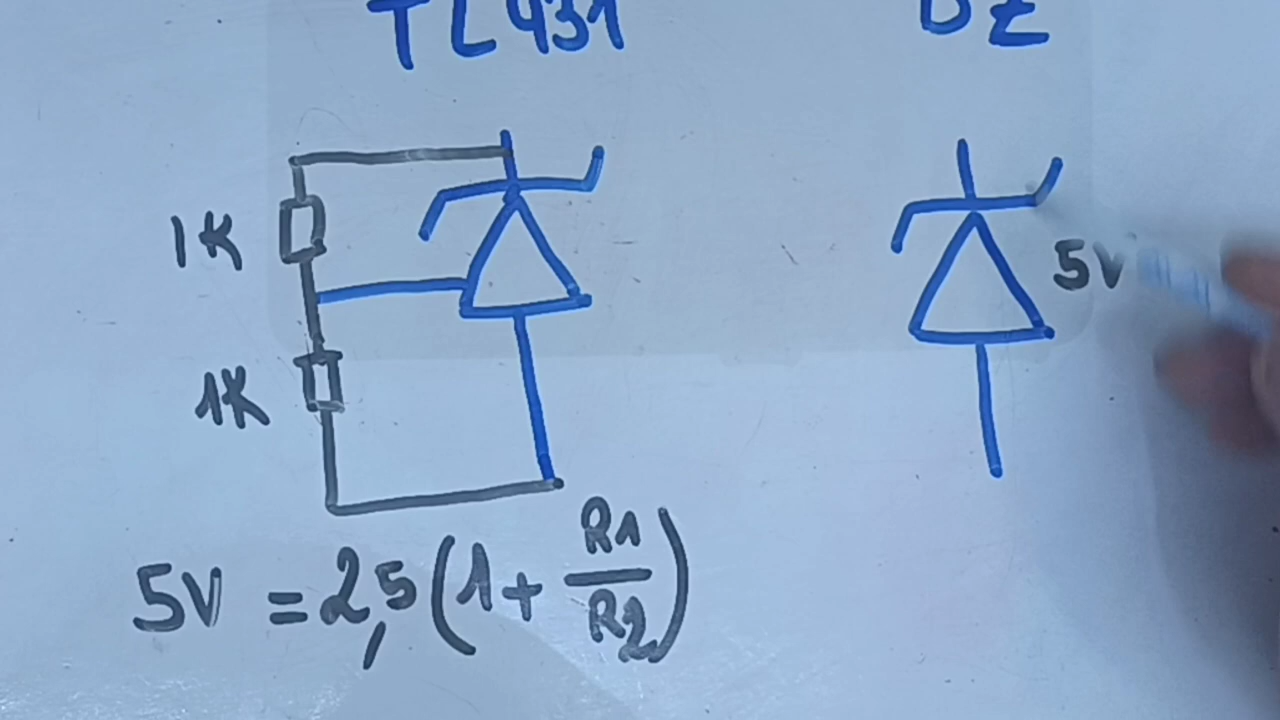 TL431
DZ
1K
5V
1K
5V = 2,5 (1 + R1/R2)